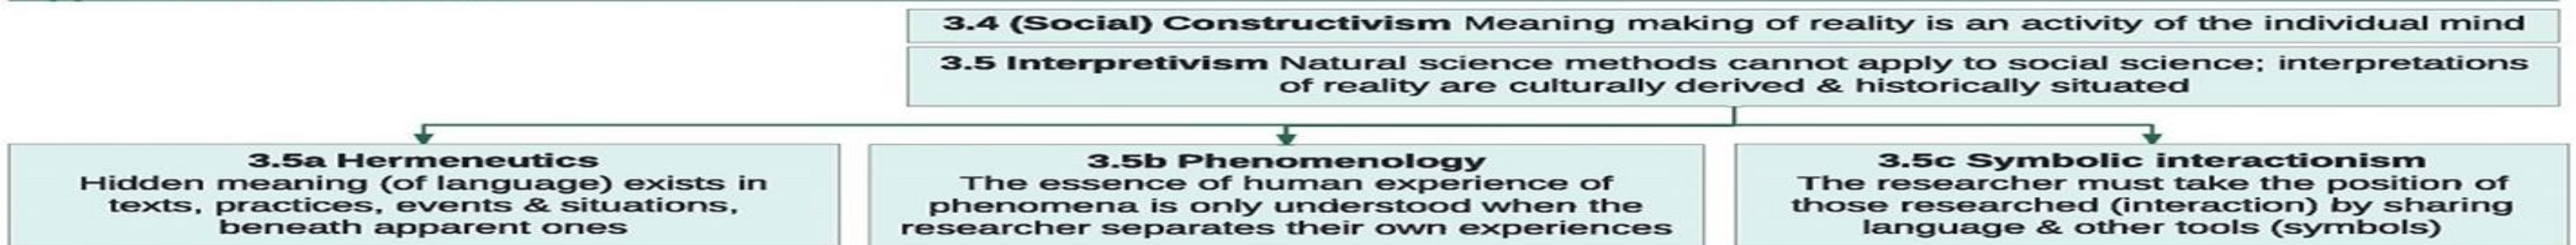 3.4 (Social) Constructivism Meaning making of reality is an activity of the individual mind
3.5 Interpretivism Natural science methods cannot apply to social science; interpretations
of reality are culturally derived & historically situated
3.5a Hermeneutics
Hidden meaning (of language) exists in
texts, practices, events & situations,
beneath apparent ones
3.5b Phenomenology
The essence of human experience of
phenomena is only understood when the
researcher separates their own experiences
3.5c Symbolic interactionism
The researcher must take the position of
those researched (interaction) by sharing
language & other tools (symbols)